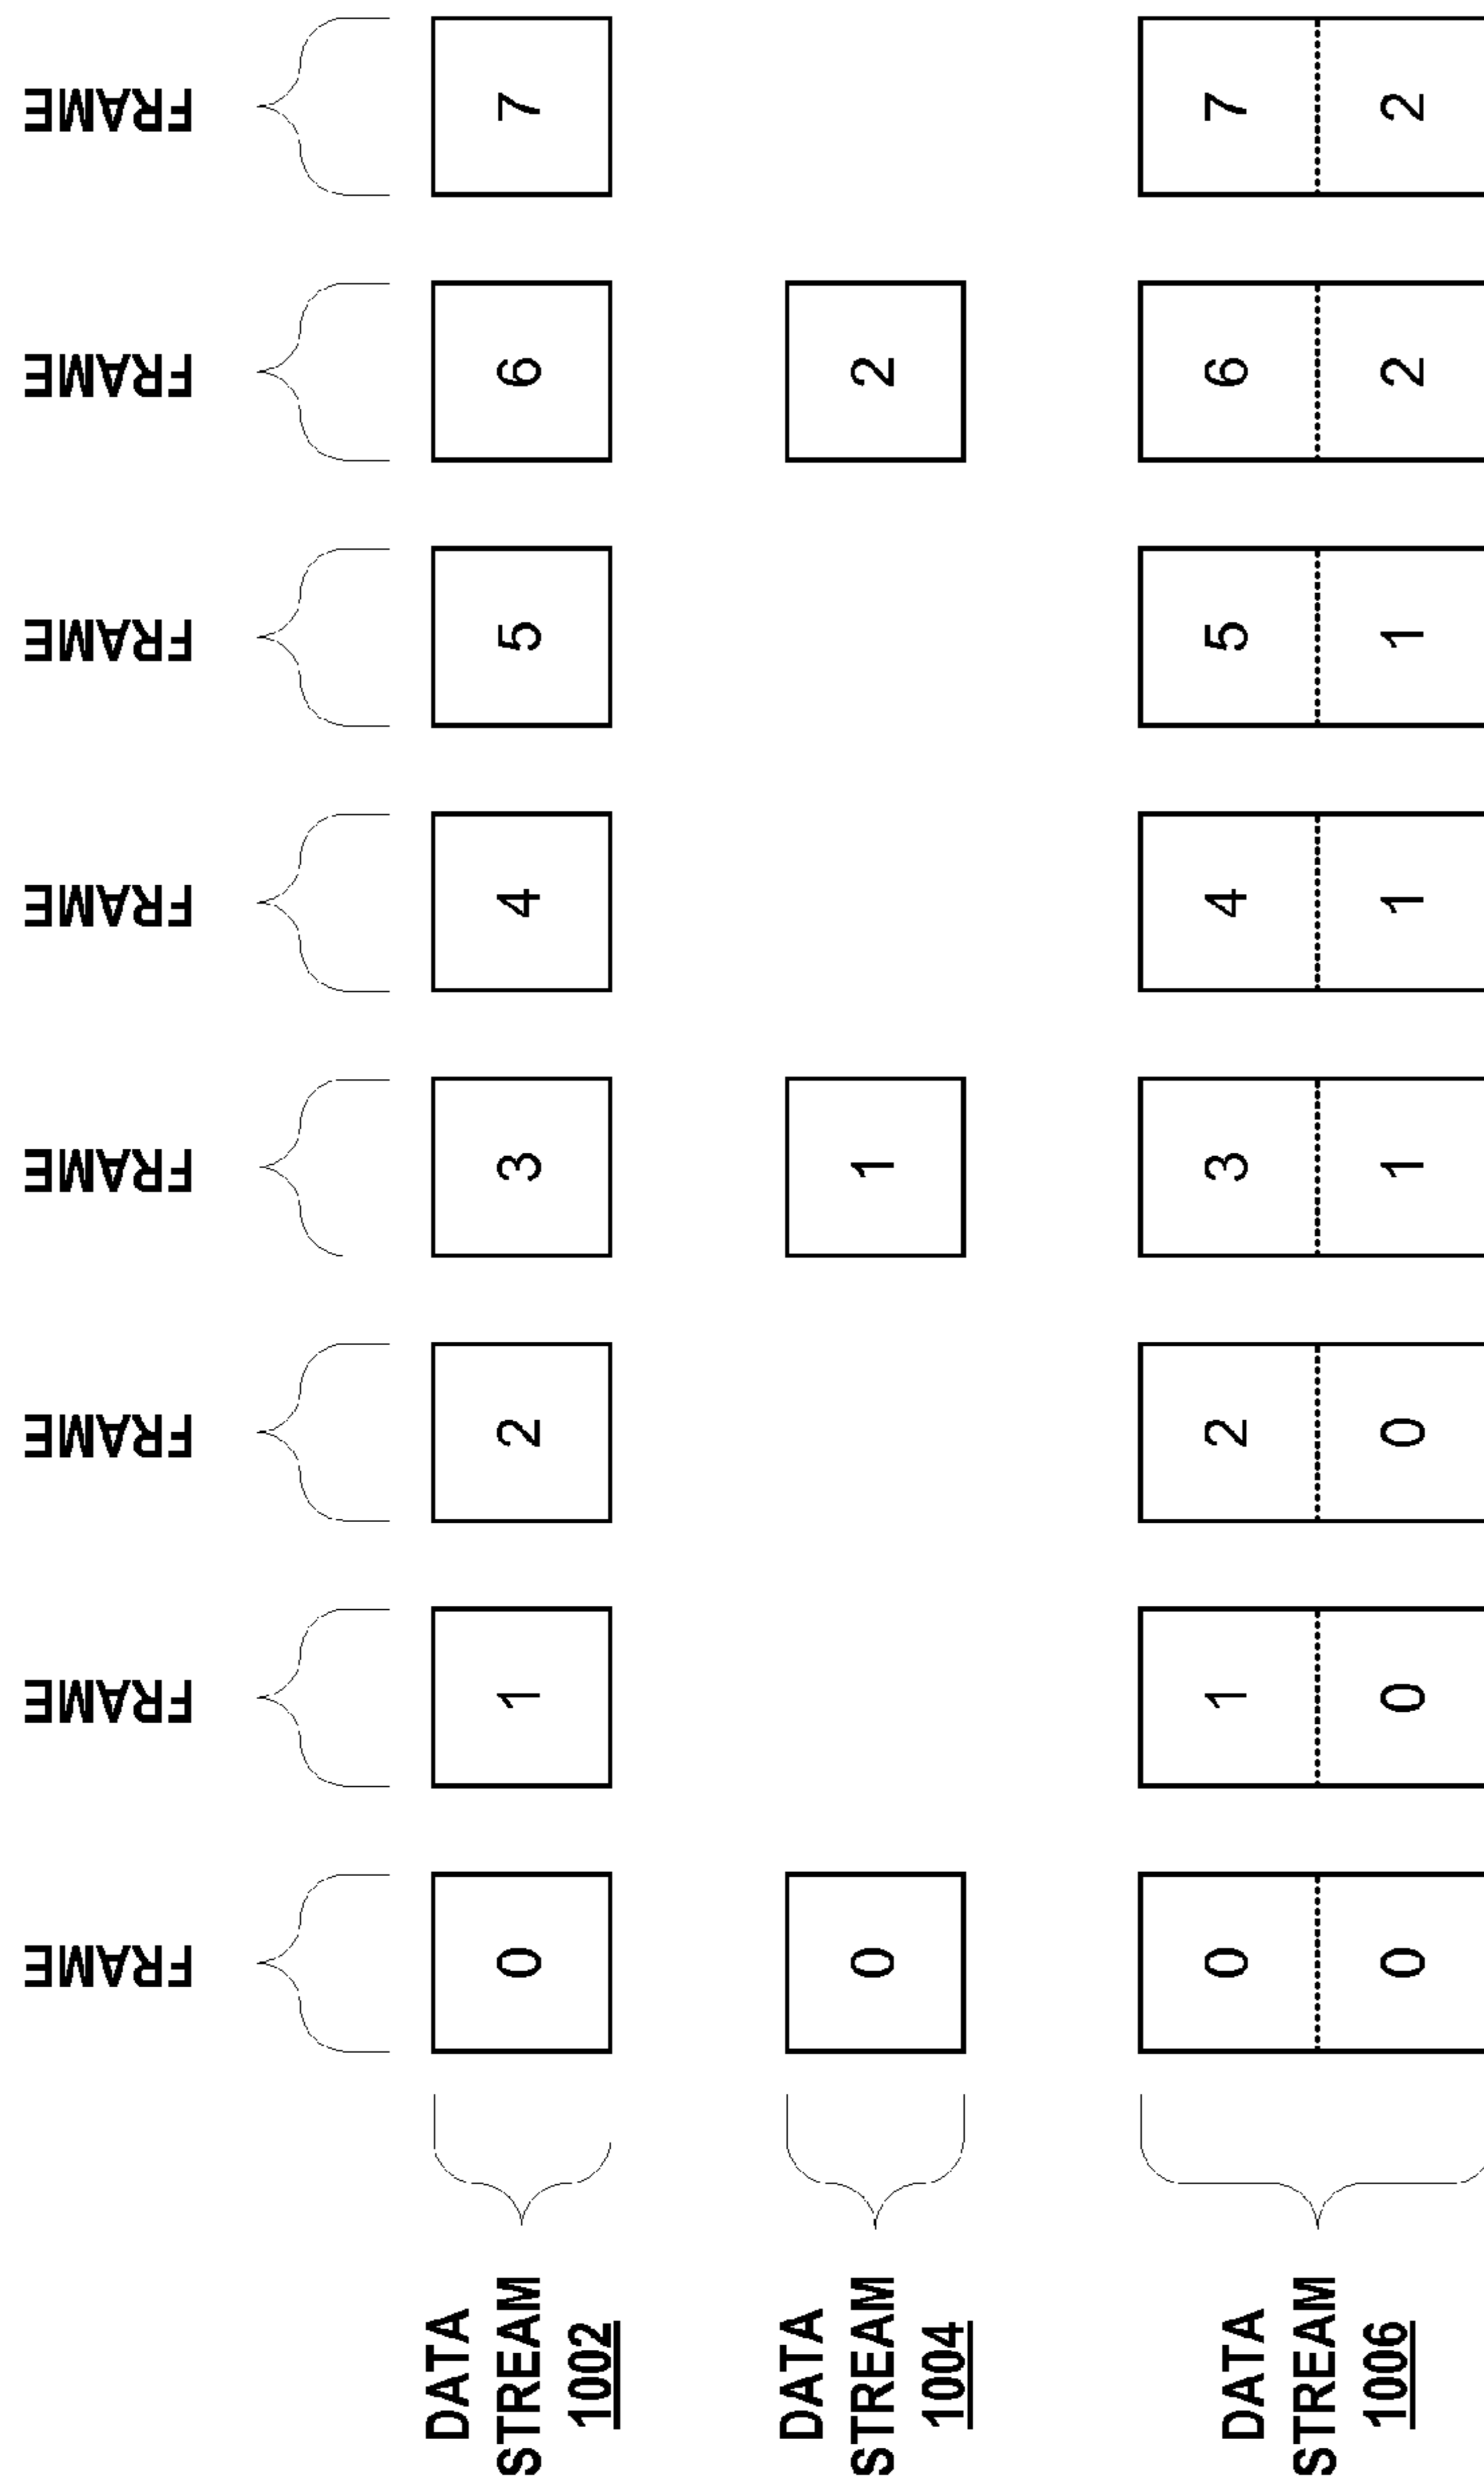 FRAME FRAME FRAME FRAME FRAME FRAME FRAME FRAME
DATA
STREAM
1002
0 1 2 3 4 5 6 7
DATA
STREAM
1004
0 1 2
DATA
STREAM
1006
0 1 2 3 4 5 6 7
0 0 0 1 1 1 2 2